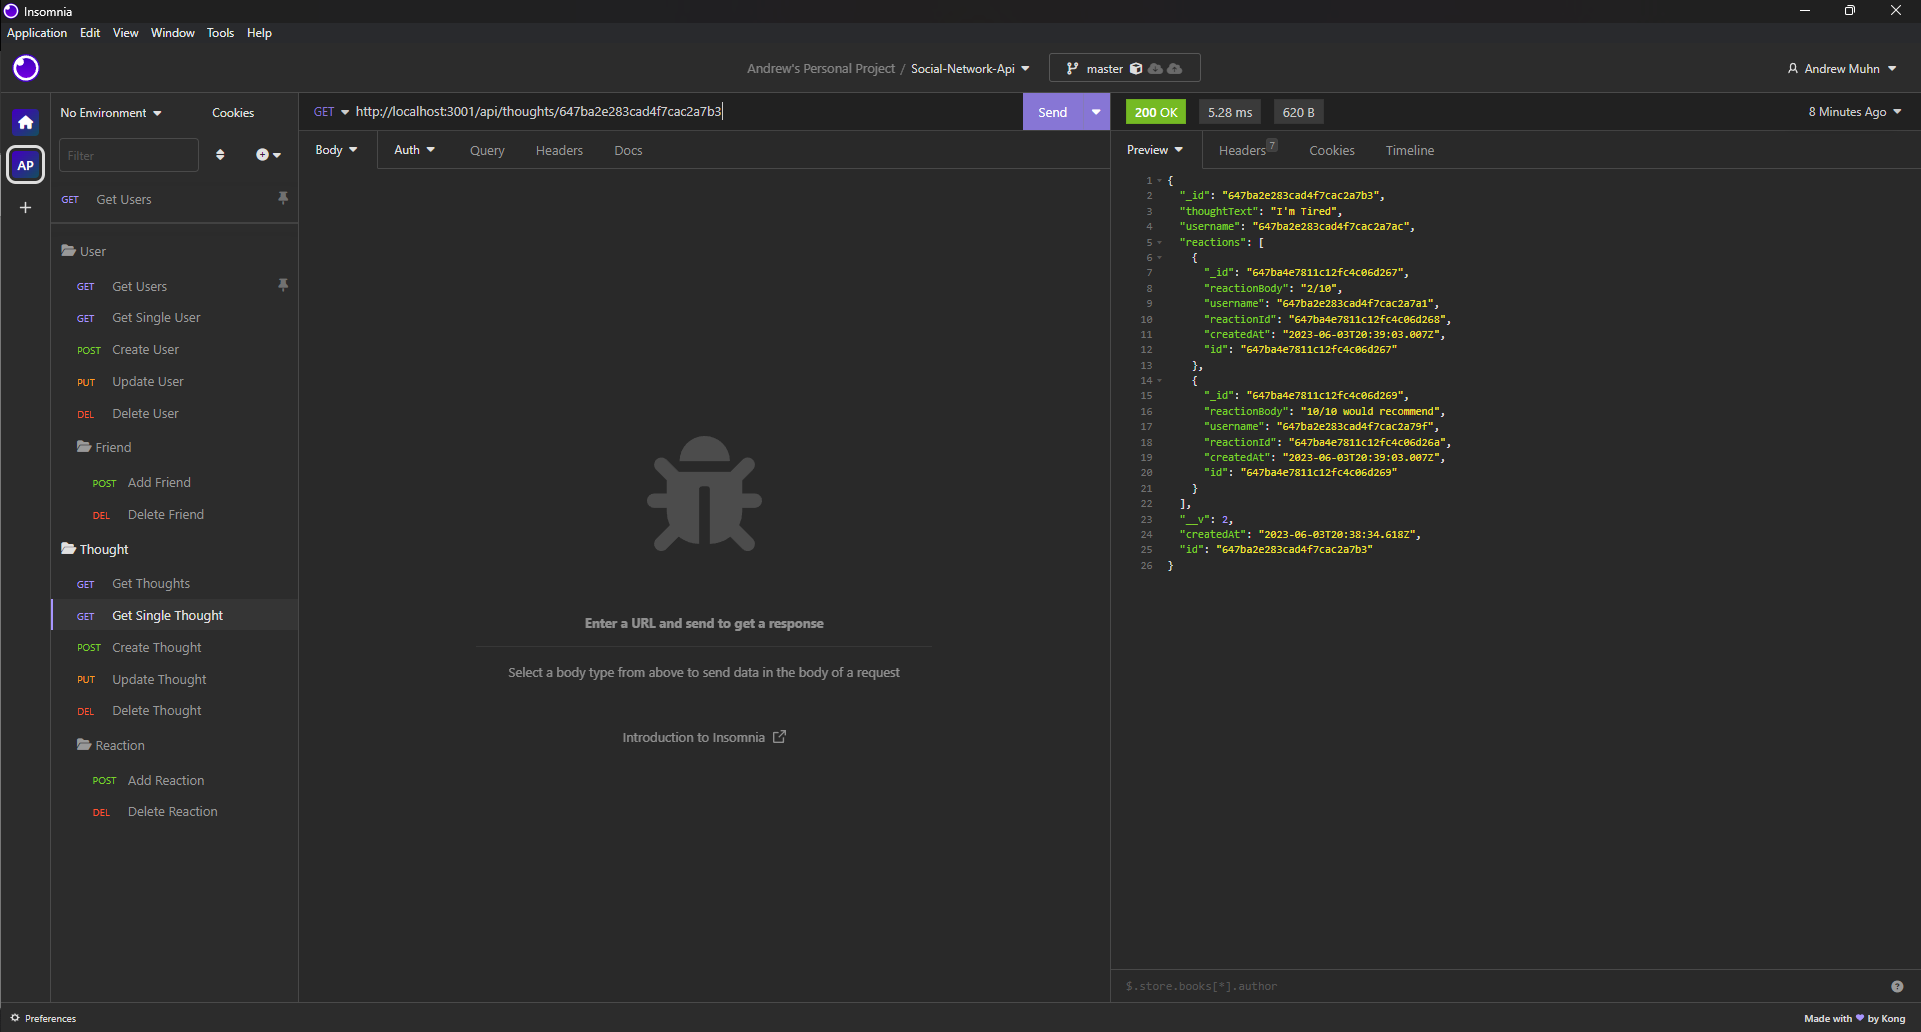 Insomnia
Application Edit View Window Tools Help
Andrew's Personal Project / Social-Network-Api master Andrew Muhn
No Environment Cookies
Filter
AP
GET Get Users
User
GET Get Users
GET Get Single User
POST Create User
PUT Update User
DEL Delete User
Friend
POST Add Friend
DEL Delete Friend
Thought
GET Get Thoughts
GET Get Single Thought
POST Create Thought
PUT Update Thought
DEL Delete Thought
Reaction
POST Add Reaction
DEL Delete Reaction
GET http://localhost:3001/api/thoughts/647ba2e283cad4f7cac2a7b3 Send
Body Auth Query Headers Docs
Enter a URL and send to get a response
Select a body type from above to send data in the body of a request
Introduction to Insomnia
200 OK 5.28 ms 620 B 8 Minutes Ago
Preview Headers 7 Cookies Timeline
1 {
2 "_id": "647ba2e283cad4f7cac2a7b3",
3 "thoughtText": "I'm Tired",
4 "username": "647ba2e283cad4f7cac2a7ac",
5 "reactions": [
6 {
7 "_id": "647ba4e7811c12fc4c06d267",
8 "reactionBody": "2/10",
9 "username": "647ba2e283cad4f7cac2a7a1",
10 "reactionId": "647ba4e7811c12fc4c06d268",
11 "createdAt": "2023-06-03T20:39:03.007Z",
12 "id": "647ba4e7811c12fc4c06d267"
13 },
14 {
15 "_id": "647ba4e7811c12fc4c06d269",
16 "reactionBody": "10/10 would recommend",
17 "username": "647ba2e283cad4f7cac2a79f",
18 "reactionId": "647ba4e7811c12fc4c06d26a",
19 "createdAt": "2023-06-03T20:39:03.007Z",
20 "id": "647ba4e7811c12fc4c06d269"
21 }
22 ],
23 "__v": 2,
24 "createdAt": "2023-06-03T20:38:34.618Z",
25 "id": "647ba2e283cad4f7cac2a7b3"
26 }
$.store.books[*].author
Preferences
Made with by Kong